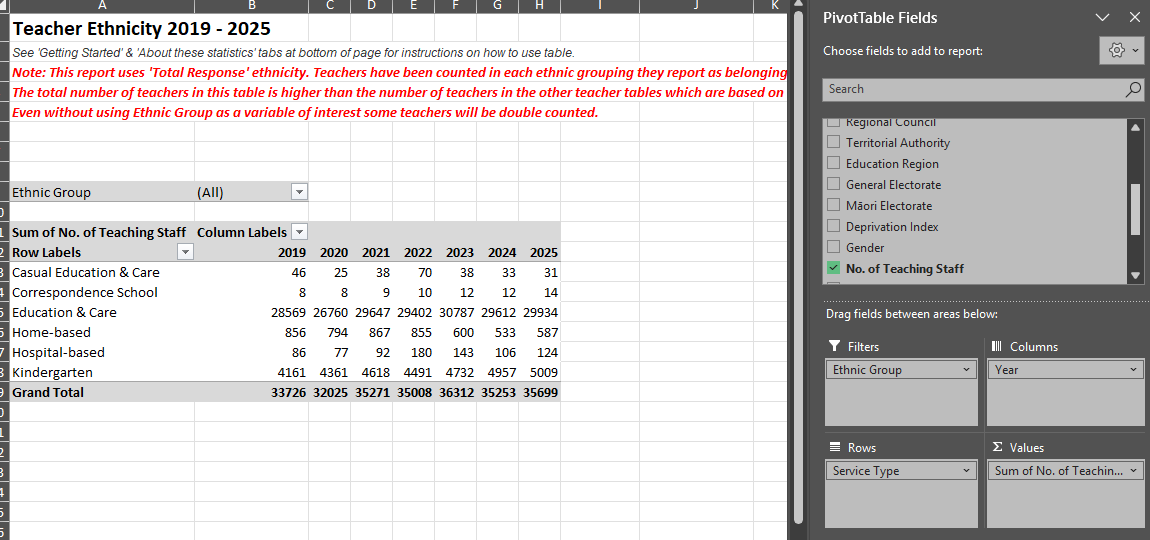 A B C D E F G H I J K
Teacher Ethnicity 2019 - 2025
See 'Getting Started' & 'About these statistics' tabs at bottom of page for instructions on how to use table.
Note: This report uses 'Total Response' ethnicity. Teachers have been counted in each ethnic grouping they report as belonging
The total number of teachers in this table is higher than the number of teachers in the other teacher tables which are based on
Even without using Ethnic Group as a variable of interest some teachers will be double counted.
Ethnic Group (All)
Sum of No. of Teaching Staff Column Labels
Row Labels 2019 2020 2021 2022 2023 2024 2025
Casual Education & Care 46 25 38 70 38 33 31
Correspondence School 8 8 9 10 12 12 14
Education & Care 28569 26760 29647 29402 30787 29612 29934
Home-based 856 794 867 855 600 533 587
Hospital-based 86 77 92 180 143 106 124
Kindergarten 4161 4361 4618 4491 4732 4957 5009
Grand Total 33726 32025 35271 35008 36312 35253 35699
PivotTable Fields
Choose fields to add to report:
Search
Regional Council
Territorial Authority
Education Region
General Electorate
Māori Electorate
Deprivation Index
Gender
No. of Teaching Staff
Drag fields between areas below:
Filters
Ethnic Group
Columns
Year
Rows
Service Type
Σ Values
Sum of No. of Teachin...